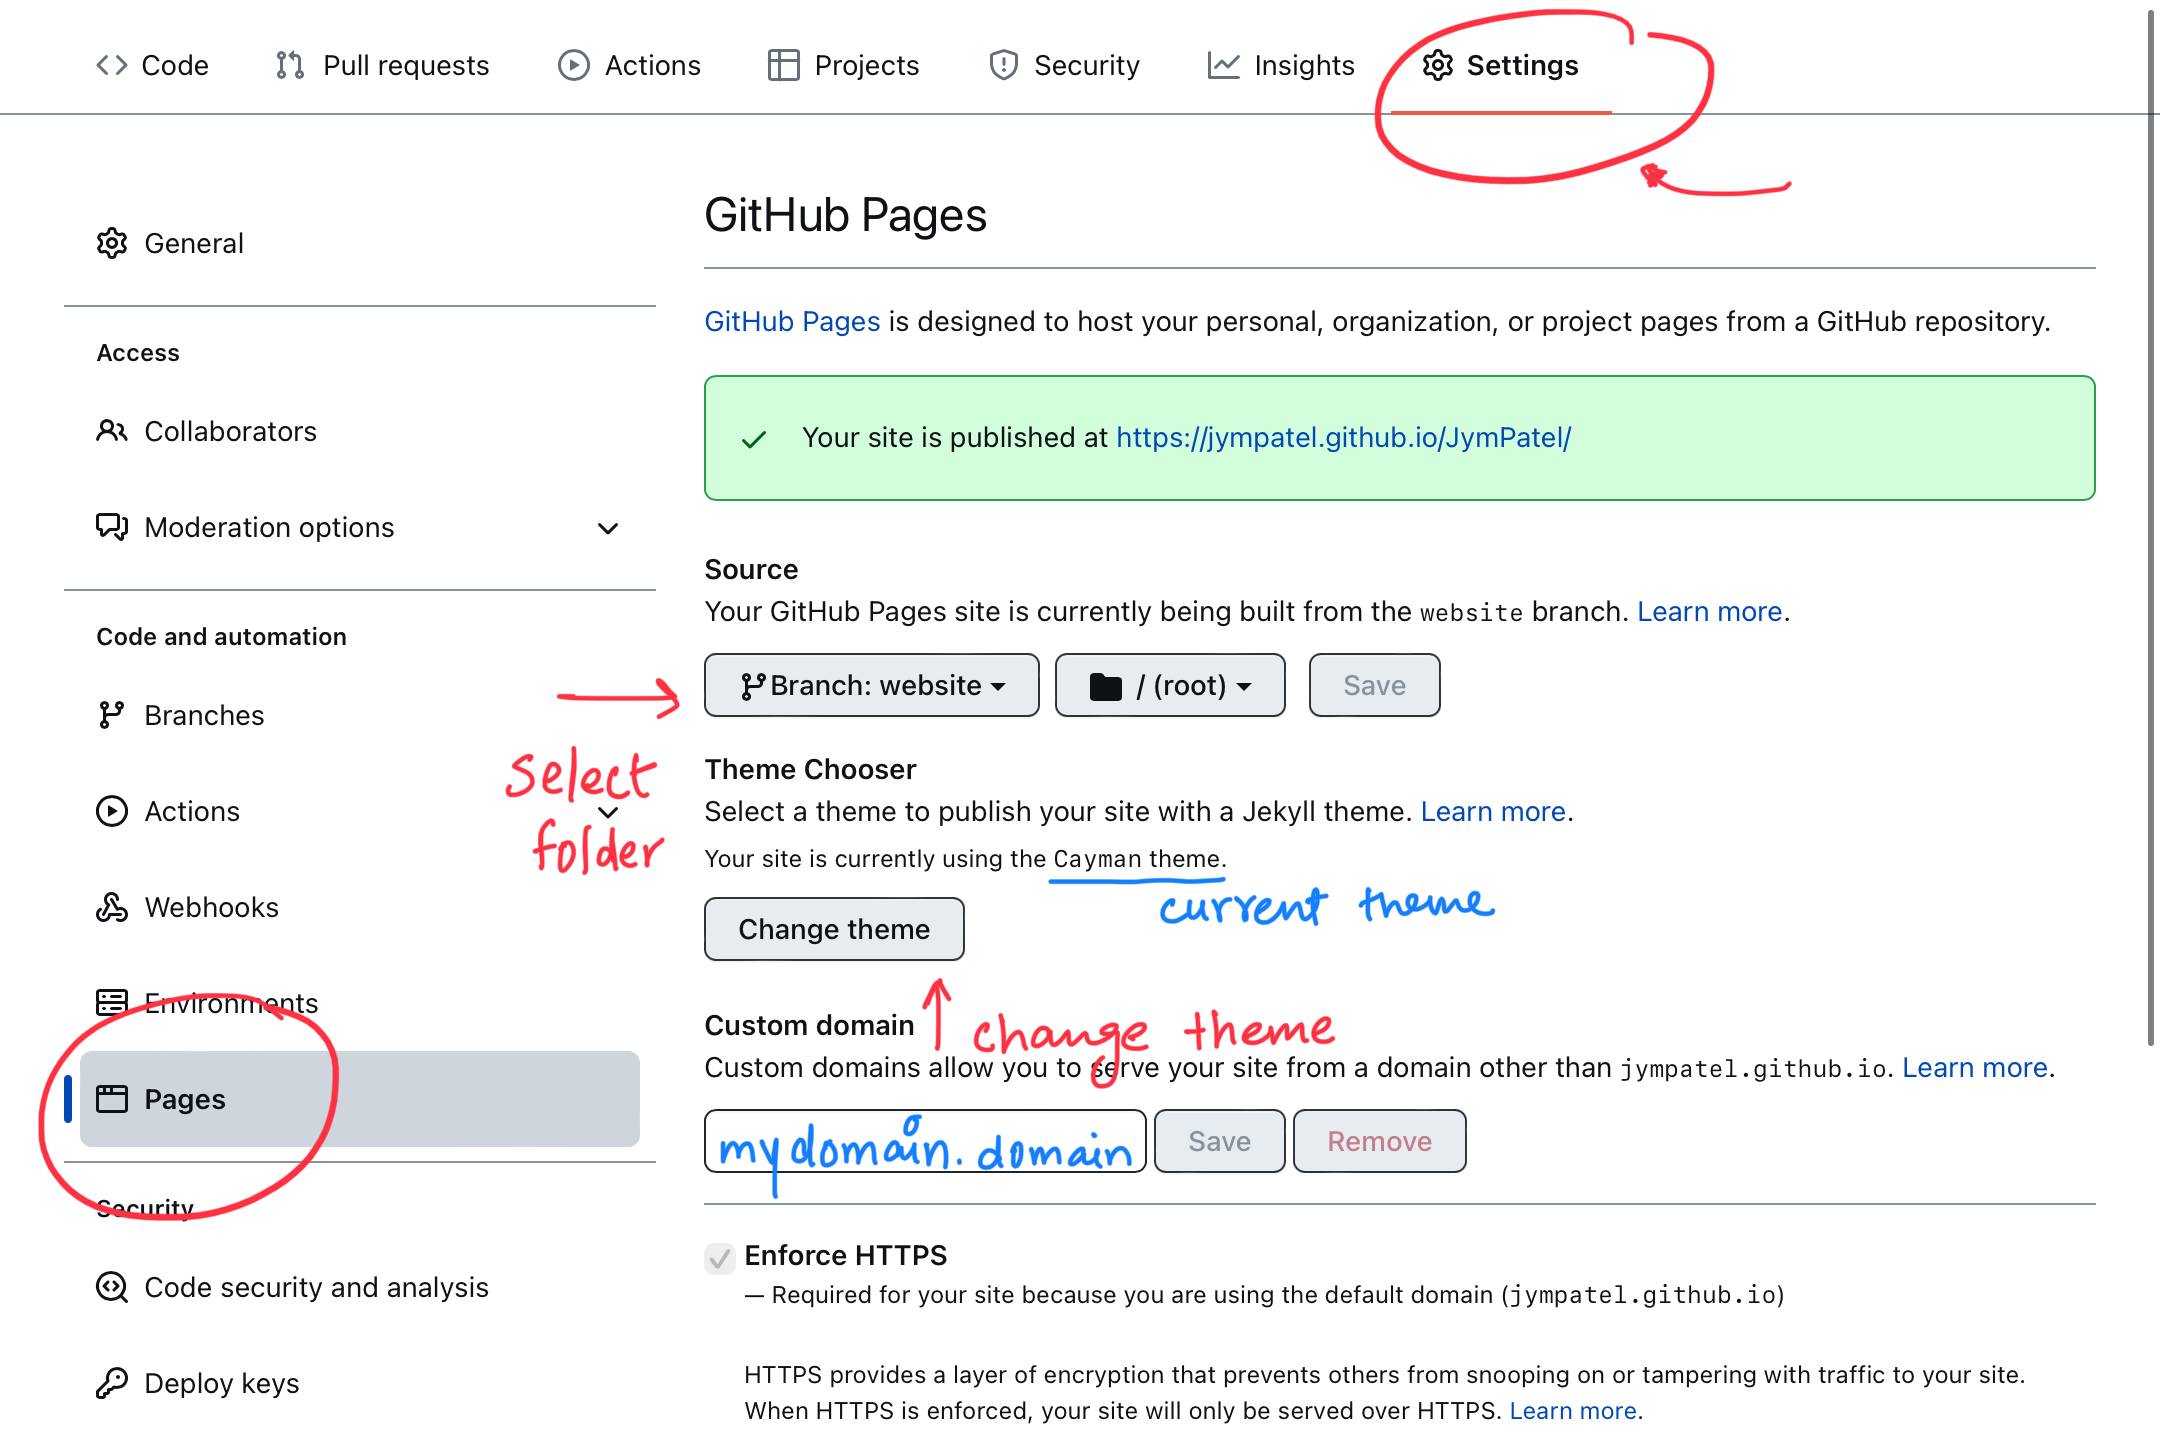 Code Pull requests Actions Projects Security Insights Settings
General
Access
Collaborators
Moderation options
Code and automation
Branches
Actions
Webhooks
Environments
Pages
Security
Code security and analysis
Deploy keys
GitHub Pages
GitHub Pages is designed to host your personal, organization, or project pages from a GitHub repository.
Your site is published at https://jympatel.github.io/JymPatel/
Source
Your GitHub Pages site is currently being built from the website branch. Learn more.
Branch: website / (root) Save
select
folder
Theme Chooser
Select a theme to publish your site with a Jekyll theme. Learn more.
Your site is currently using the Cayman theme.
current theme
Change theme
change theme
Custom domain
Custom domains allow you to serve your site from a domain other than jympatel.github.io. Learn more.
mydomain.domain Save Remove
Enforce HTTPS
— Required for your site because you are using the default domain (jympatel.github.io)
HTTPS provides a layer of encryption that prevents others from snooping on or tampering with traffic to your site.
When HTTPS is enforced, your site will only be served over HTTPS. Learn more.